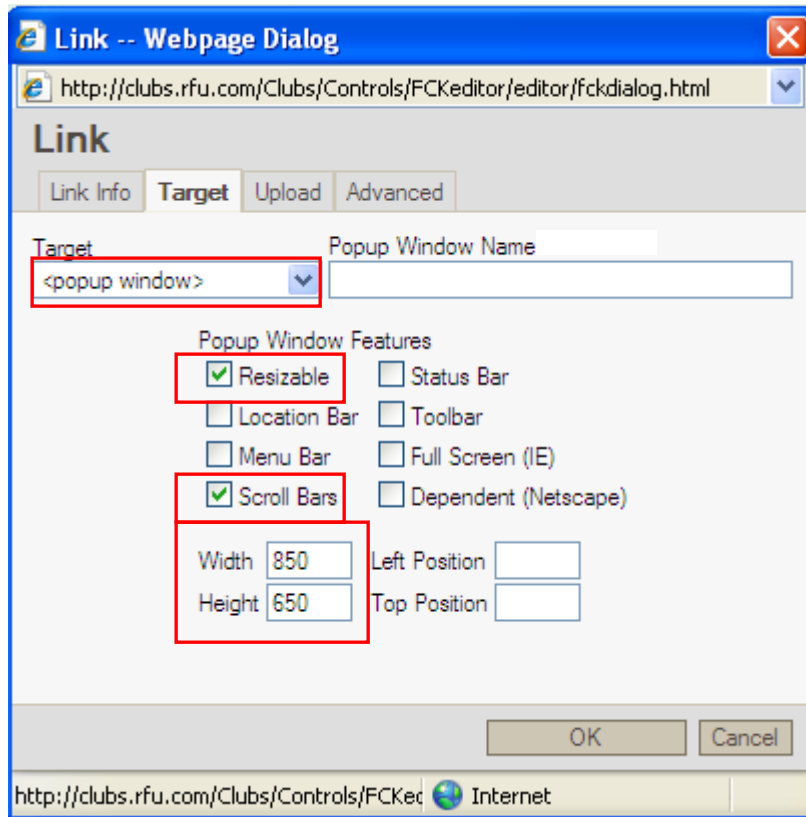 Link -- Webpage Dialog
http://clubs.rfu.com/Clubs/Controls/FCKeditor/editor/fckdialog.html
Link
Link Info Target Upload Advanced
Target Popup Window Name
<popup window>
Popup Window Features
Resizable Status Bar
Location Bar Toolbar
Menu Bar Full Screen (IE)
Scroll Bars Dependent (Netscape)
Width 850 Left Position
Height 650 Top Position
OK Cancel
http://clubs.rfu.com/Clubs/Controls/FCKec Internet